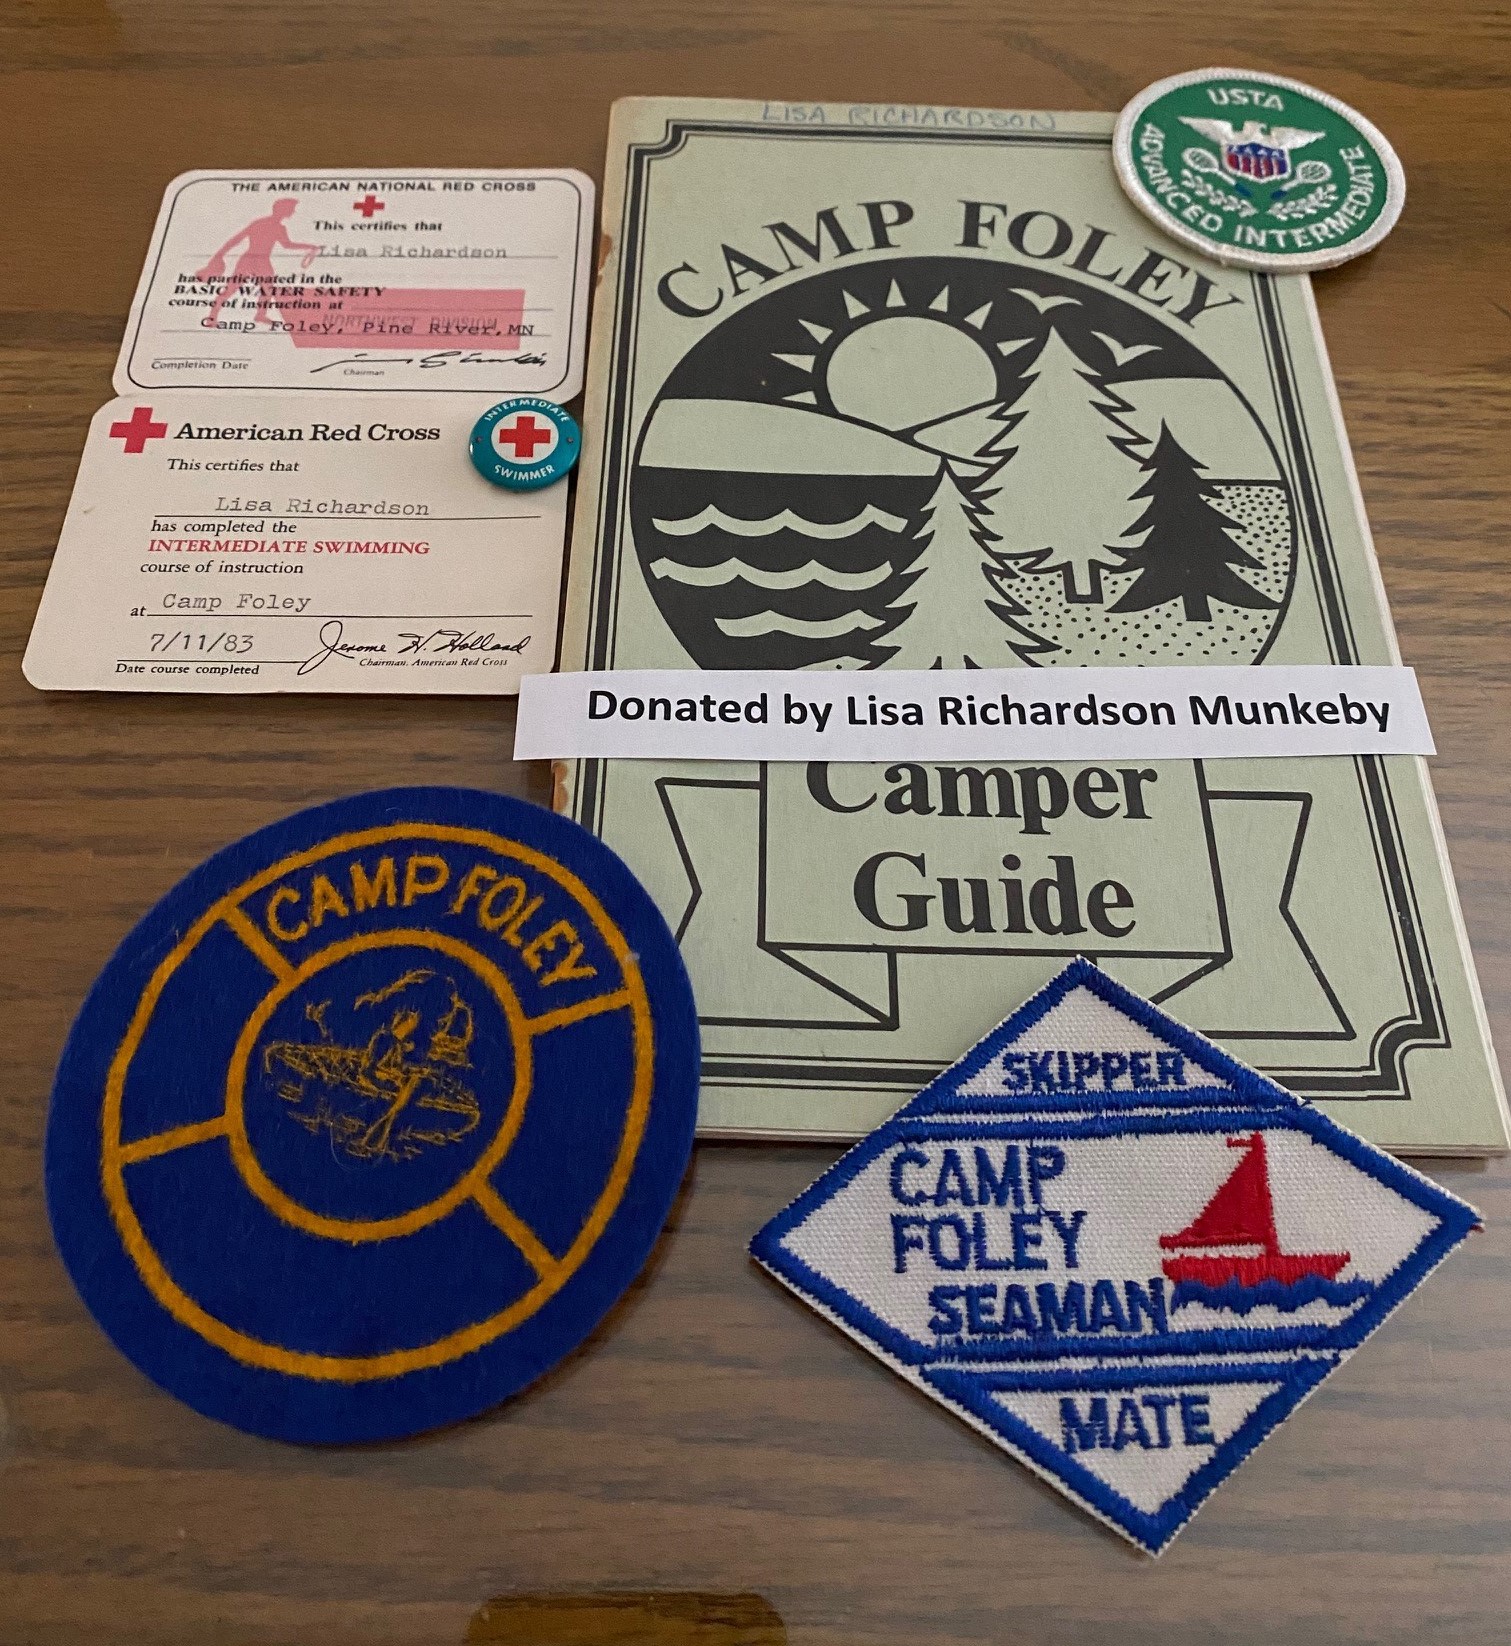 THE AMERICAN NATIONAL RED CROSS
This certifies that
Lisa Richardson
has participated in the
BASIC WATER SAFETY
course of instruction at
NORTHWEST DIVISION
Camp Foley, Pine River, MN
Completion Date
Chairman
American Red Cross
This certifies that
Lisa Richardson
has completed the
INTERMEDIATE SWIMMING
course of instruction
at Camp Foley
7/11/83
Jerome H. Holland
Date course completed
Chairman, American Red Cross
INTERMEDIATE
SWIMMER
LISA RICHARDSON
CAMP FOLEY
Donated by Lisa Richardson Munkeby
Camper
Guide
USTA
ADVANCED INTERMEDIATE
CAMP FOLEY
SKIPPER
CAMP
FOLEY
SEAMAN
MATE